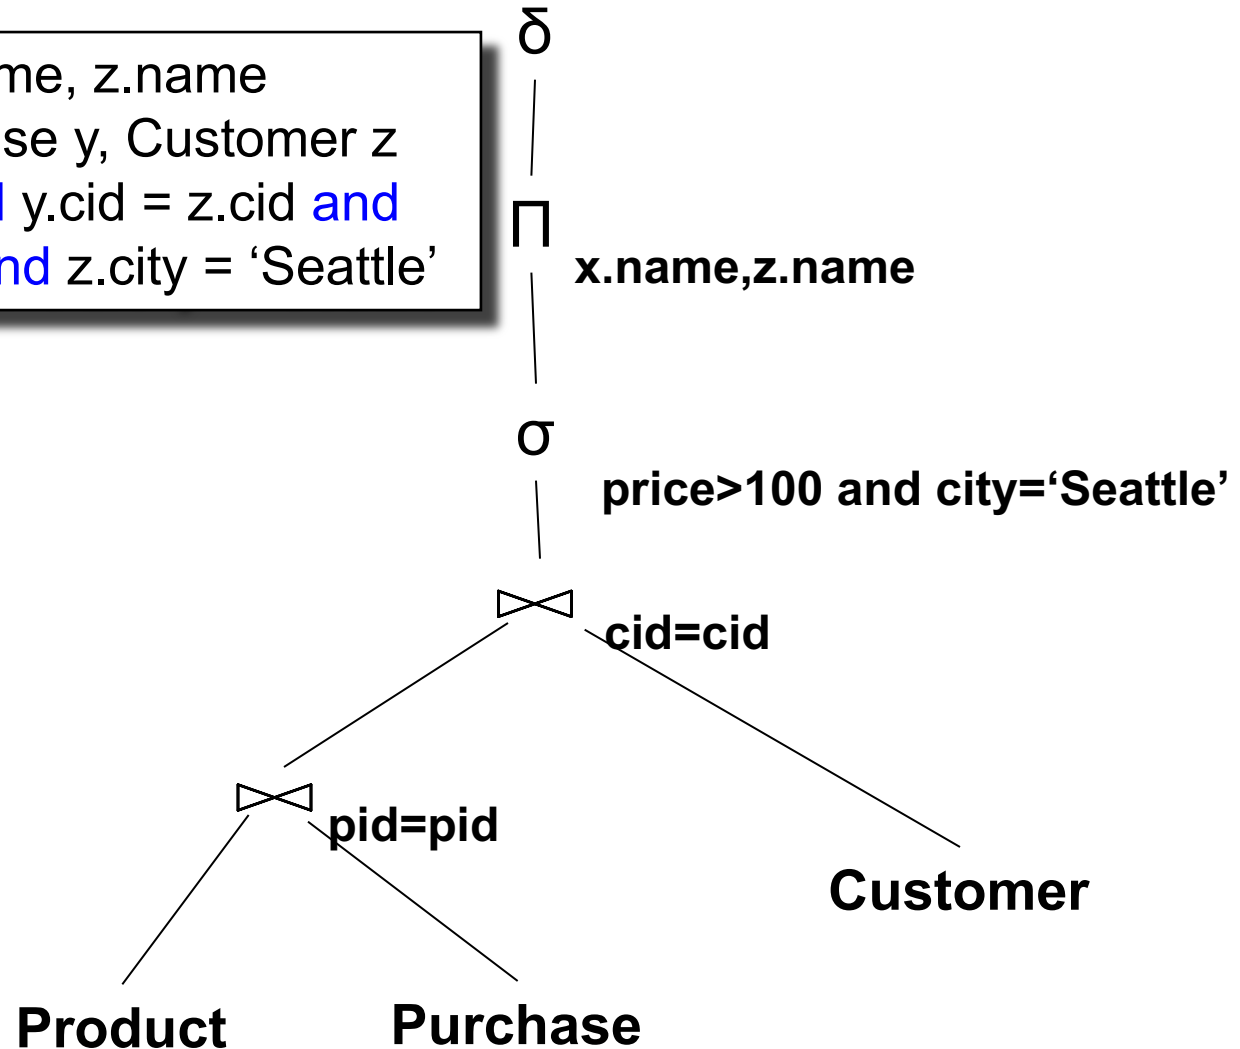 me, z.name
se y, Customer z
y.cid = z.cid and
nd z.city = ‘Seattle’
δ
Π
x.name,z.name
σ
price>100 and city=‘Seattle’
cid=cid
pid=pid
Customer
Product
Purchase